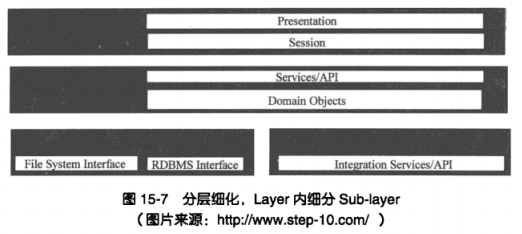 Presentation
Session
Services/API
Domain Objects
File System Interface RDBMS Interface Integration Services/API
图 15-7 分层细化，Layer 内细分 Sub-layer
（图片来源：http://www.step-10.com/ ）